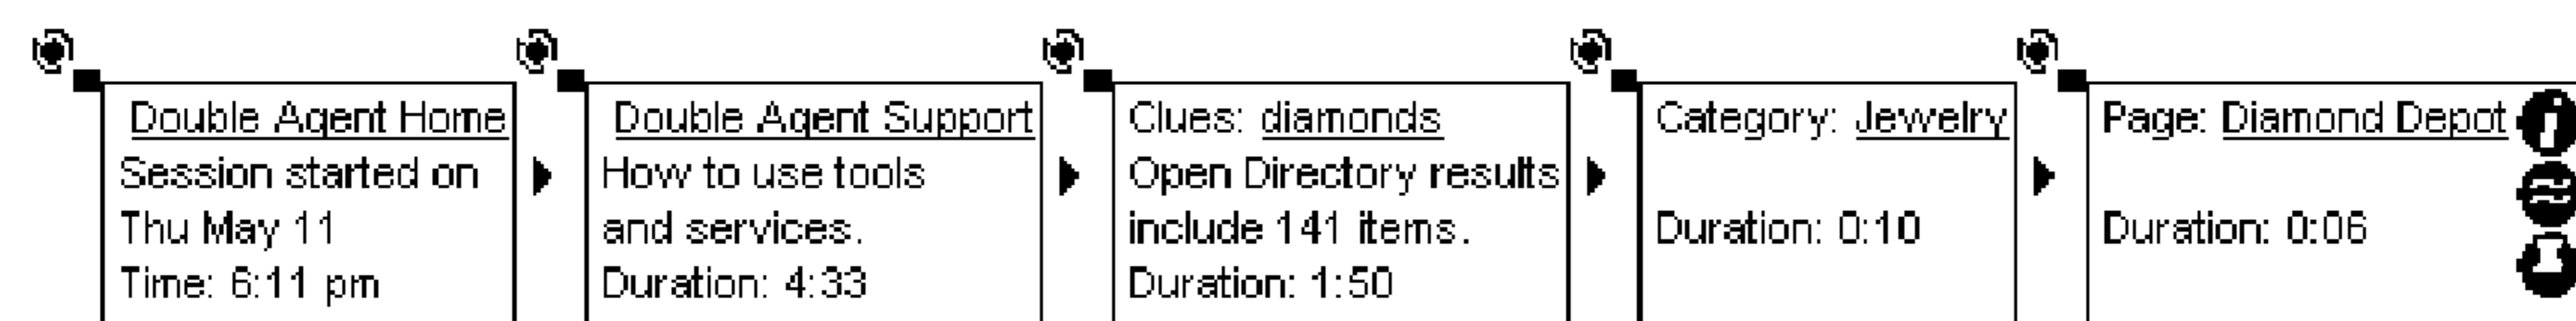 Double Agent Home
Session started on
Thu May 11
Time: 6:11 pm
Double Agent Support
How to use tools
and services.
Duration: 4:33
Clues: diamonds
Open Directory results
include 141 items.
Duration: 1:50
Category: Jewelry
Duration: 0:10
Page: Diamond Depot
Duration: 0:06